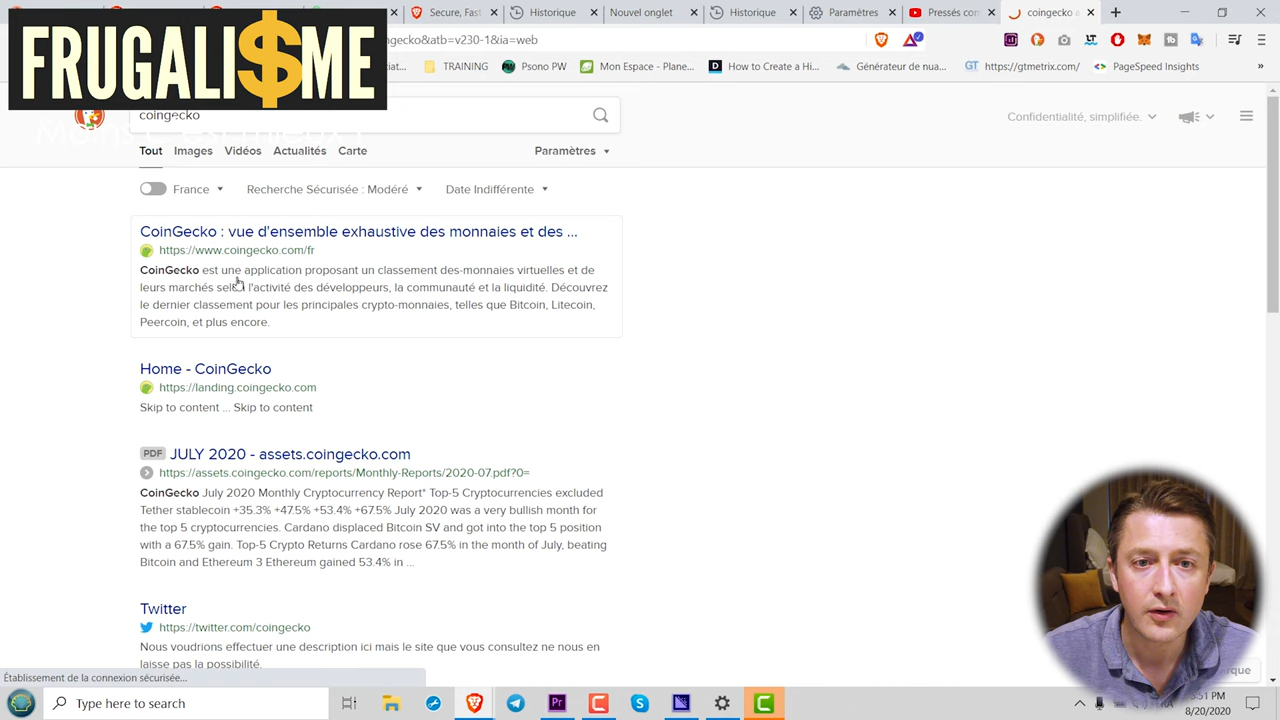 FRUGALI$ME
Secure, Fast
Historique
Nouvel onglet
Historique
Paramètres
Pressés com
coingecko a
gecko&atb=v230-1&ia=web
TRAINING
Psono PW
Mon Espace - Plane...
How to Create a Hi...
Générateur de nua...
https://gtmetrix.com/
PageSpeed Insights
»
coingecko
Confidentialité, simplifiée.
Tout
Images
Vidéos
Actualités
Carte
Paramètres
France
Recherche Sécurisée : Modéré
Date Indifférente
CoinGecko : vue d'ensemble exhaustive des monnaies et des ...
https://www.coingecko.com/fr
CoinGecko est une application proposant un classement des-monnaies virtuelles et de
leurs marchés selon l'activité des développeurs, la communauté et la liquidité. Découvrez
le dernier classement pour les principales crypto-monnaies, telles que Bitcoin, Litecoin,
Peercoin, et plus encore.
Home - CoinGecko
https://landing.coingecko.com
Skip to content ... Skip to content
PDF JULY 2020 - assets.coingecko.com
https://assets.coingecko.com/reports/Monthly-Reports/2020-07.pdf?0=
CoinGecko July 2020 Monthly Cryptocurrency Report* Top-5 Cryptocurrencies excluded
Tether stablecoin +35.3% +47.5% +53.4% +67.5% July 2020 was a very bullish month for
the top 5 cryptocurrencies. Cardano displaced Bitcoin SV and got into the top 5 position
with a 67.5% gain. Top-5 Crypto Returns Cardano rose 67.5% in the month of July, beating
Bitcoin and Ethereum 3 Ethereum gained 53.4% in ...
Twitter
https://twitter.com/coingecko
Nous voudrions effectuer une description ici mais le site que vous consultez ne nous en
laisse pas la possibilité.
Établissement de la connexion sécurisée...
Type here to search
8/20/2020